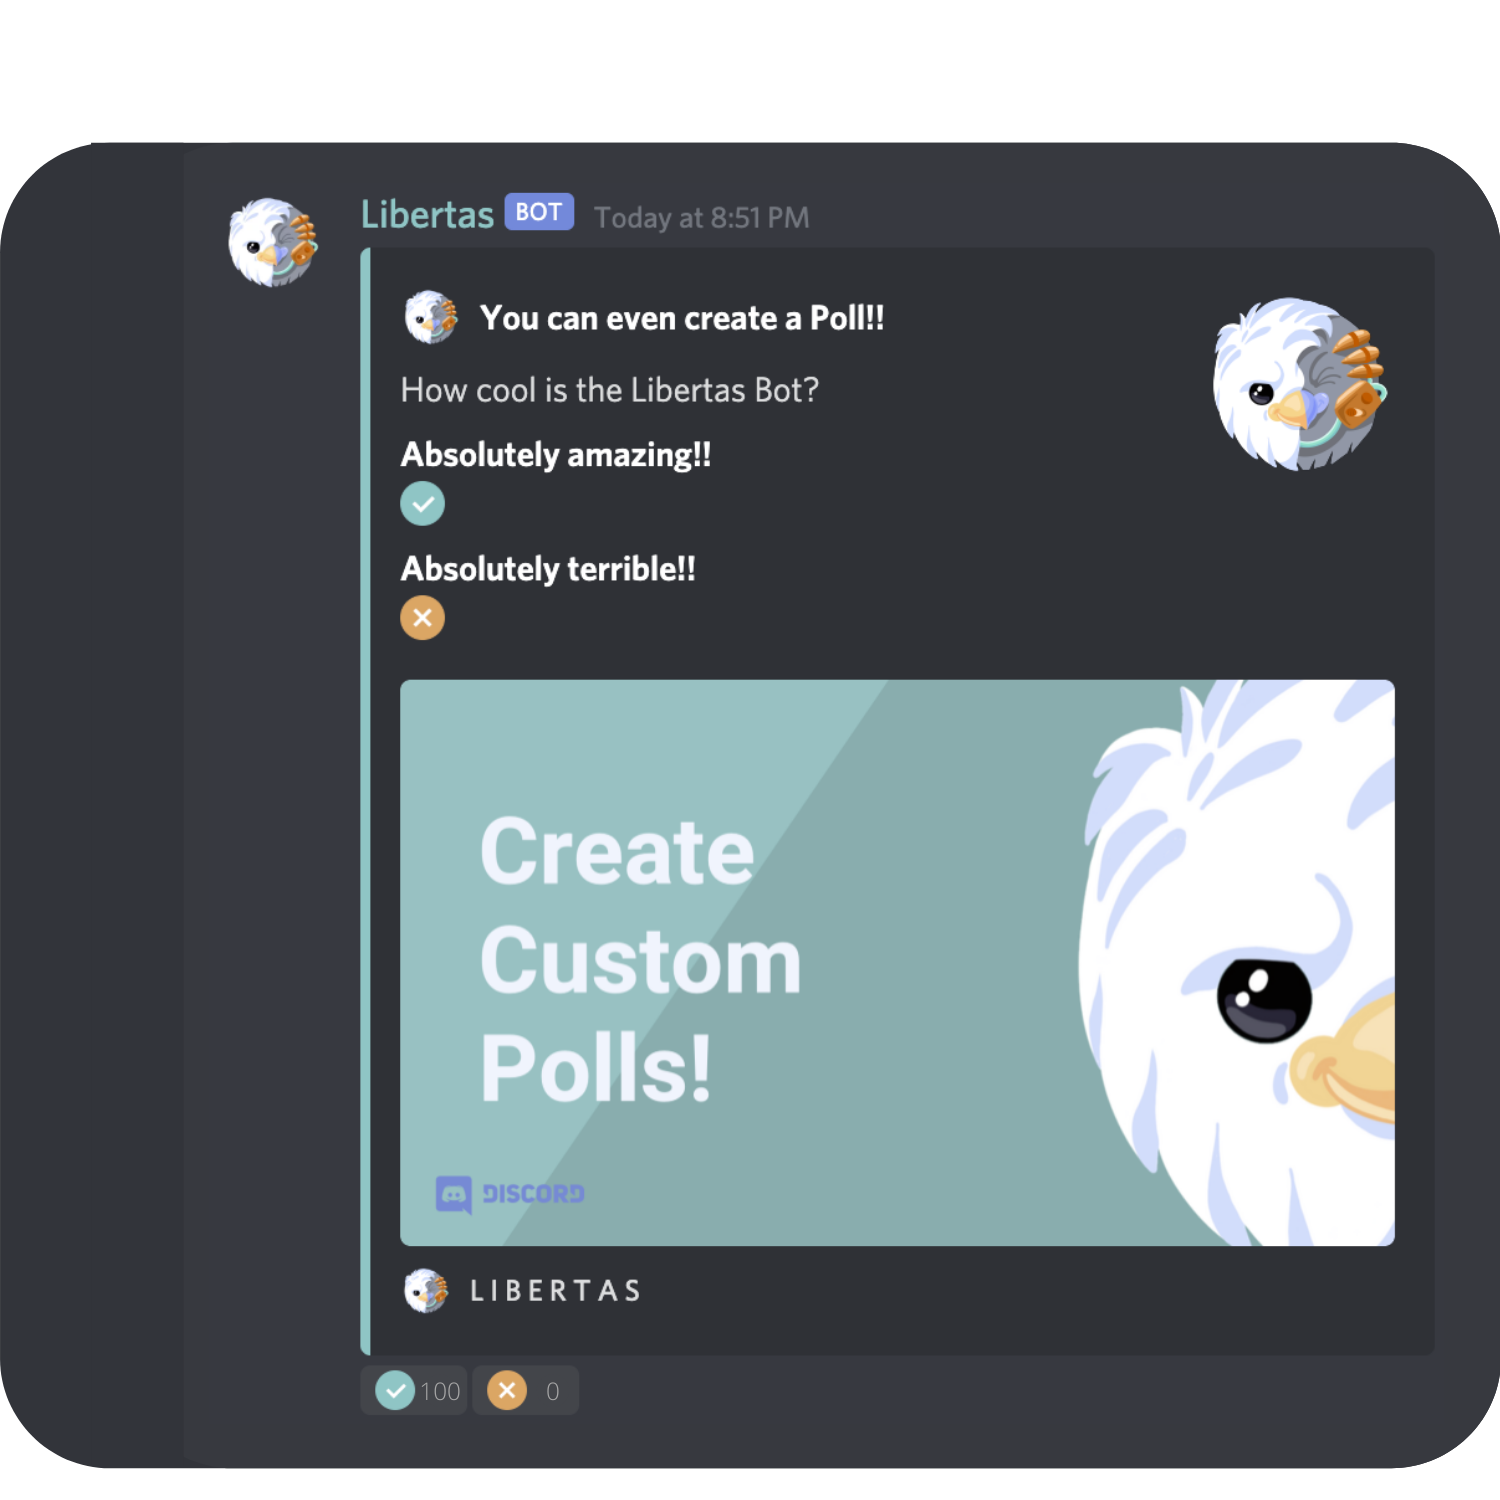 Libertas BOT Today at 8:51 PM
You can even create a Poll!!
How cool is the Libertas Bot?
Absolutely amazing!!
Absolutely terrible!!
Create
Custom
Polls!
DISCORD
LIBERTAS
100 0